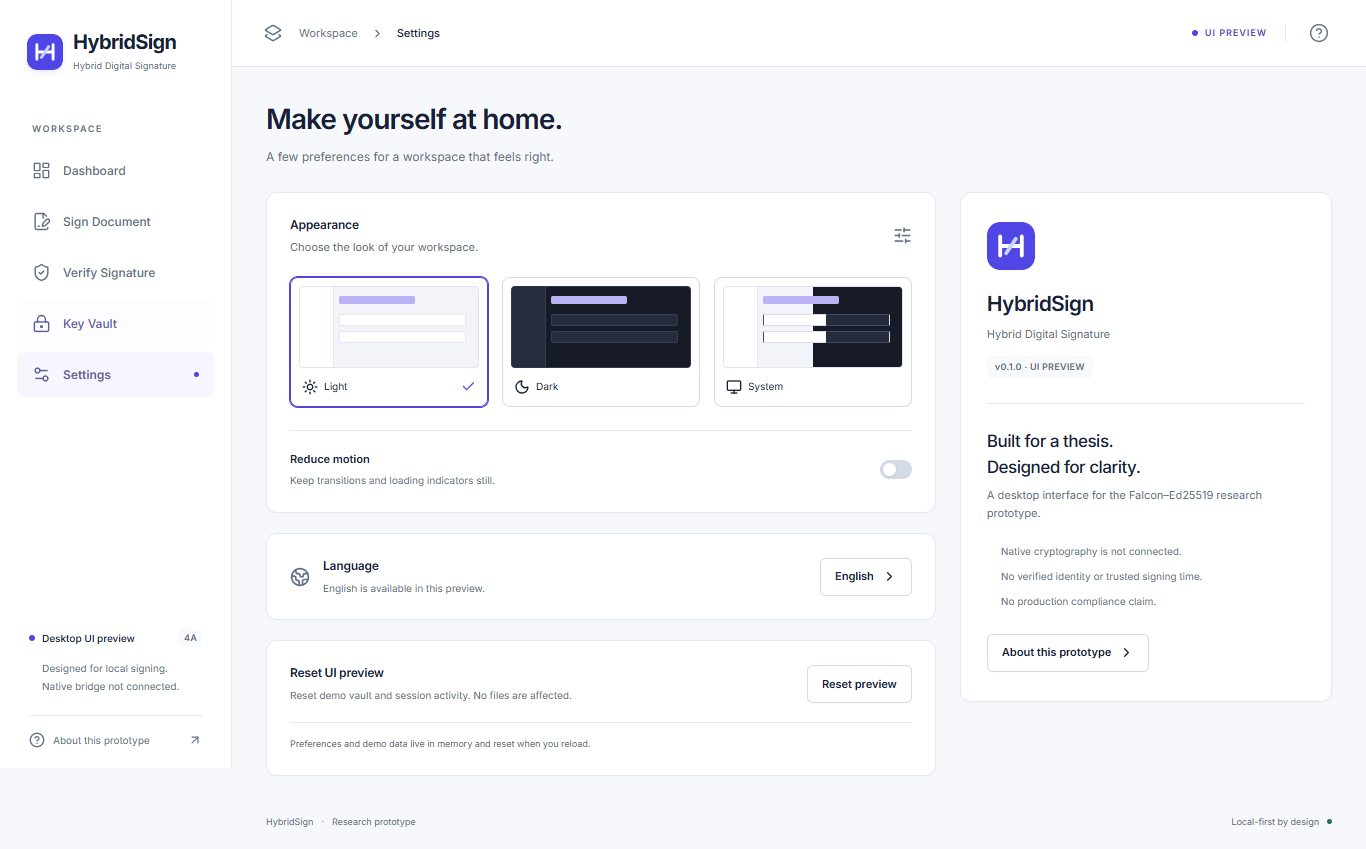 HybridSign
Hybrid Digital Signature
WORKSPACE
Dashboard
Sign Document
Verify Signature
Key Vault
Settings
Desktop UI preview
4A
Designed for local signing.
Native bridge not connected.
About this prototype
Workspace
Settings
UI PREVIEW
Make yourself at home.
A few preferences for a workspace that feels right.
Appearance
Choose the look of your workspace.
Light
Dark
System
Reduce motion
Keep transitions and loading indicators still.
Language
English is available in this preview.
English
Reset UI preview
Reset demo vault and session activity. No files are affected.
Reset preview
Preferences and demo data live in memory and reset when you reload.
HybridSign
Hybrid Digital Signature
v0.1.0 · UI PREVIEW
Built for a thesis.
Designed for clarity.
A desktop interface for the Falcon–Ed25519 research
prototype.
Native cryptography is not connected.
No verified identity or trusted signing time.
No production compliance claim.
About this prototype
HybridSign · Research prototype
Local-first by design